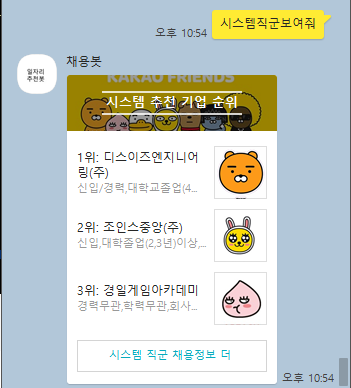 시스템직군보여줘
오후 10:54
일자리
추천봇
채용봇
KAKAO FRIENDS
시스템 추천 기업 순위
1위: 디스이즈엔지니어
링(주)
신입/경력,대학교졸업(4...
2위: 조인스중앙(주)
신입,대학졸업(2,3년)이상,...
3위: 경일게임아카데미
경력무관,학력무관,회사...
시스템 직군 채용정보 더
오후 10:54